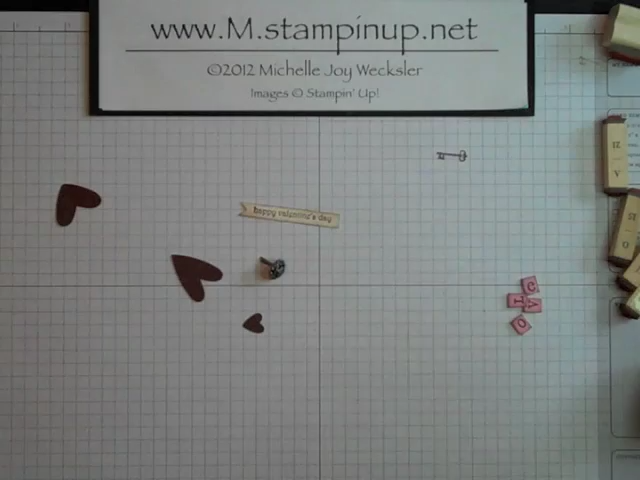 www.M.stampinup.net
©2012 Michelle Joy Wecksler
Images © Stampin' Up!
happy valentine's day